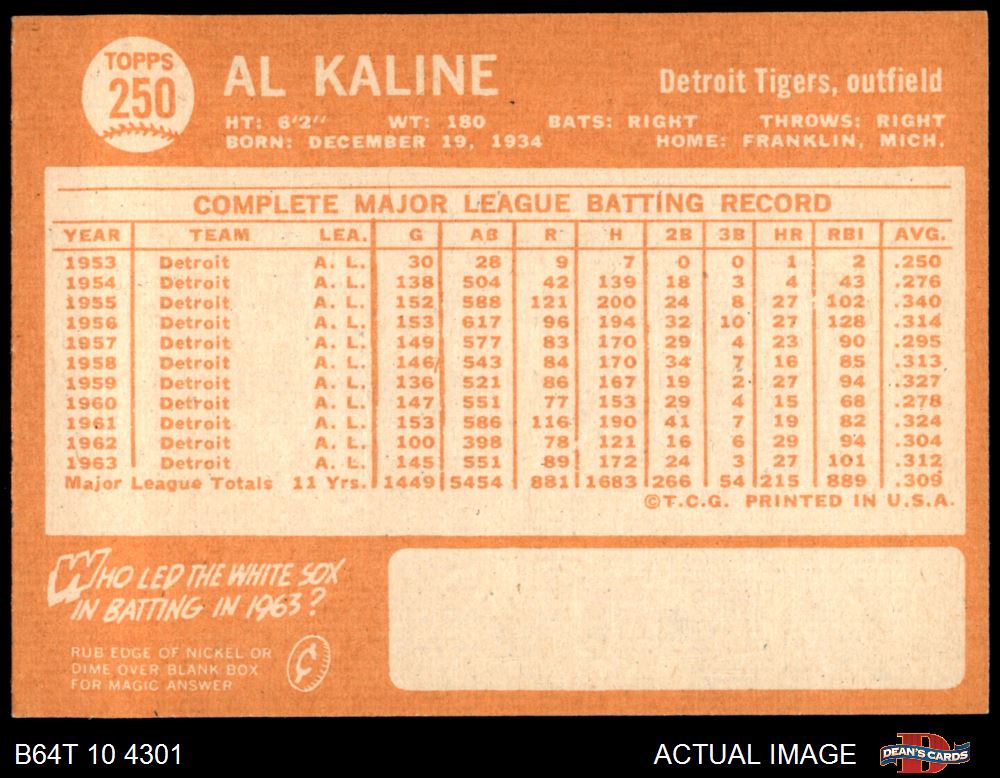 TOPPS
250
AL KALINE
Detroit Tigers, outfield
HT: 6'2" WT: 180 BATS: RIGHT THROWS: RIGHT
BORN: DECEMBER 19, 1934 HOME: FRANKLIN, MICH.
COMPLETE MAJOR LEAGUE BATTING RECORD
YEAR TEAM LEA. G AB R H 2B 3B HR RBI AVG.
1953 Detroit A. L. 30 28 9 7 0 0 1 2 .250
1954 Detroit A. L. 138 504 42 139 18 3 4 43 .276
1955 Detroit A. L. 152 588 121 200 24 8 27 102 .340
1956 Detroit A. L. 153 617 96 194 32 10 27 128 .314
1957 Detroit A. L. 149 577 83 170 29 4 23 90 .295
1958 Detroit A. L. 146 543 84 170 34 7 16 85 .313
1959 Detroit A. L. 136 521 86 167 19 2 27 94 .327
1960 Detroit A. L. 147 551 77 153 29 4 15 68 .278
1961 Detroit A. L. 153 586 116 190 41 7 19 82 .324
1962 Detroit A. L. 100 398 78 121 16 6 29 94 .304
1963 Detroit A. L. 145 551 89 172 24 3 27 101 .312
Major League Totals 11 Yrs. 1449 5454 881 1683 266 54 215 889 .309
©T.C.G. PRINTED IN U.S.A.
WHO LED THE WHITE SOX
IN BATTING IN 1963?
RUB EDGE OF NICKEL OR
DIME OVER BLANK BOX
FOR MAGIC ANSWER
B64T 10 4301 ACTUAL IMAGE DEAN'S CARDS